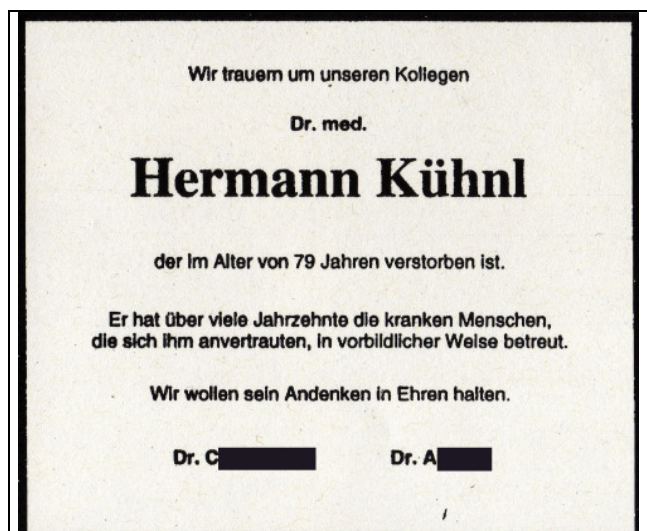 Wir trauern um unseren Kollegen
Dr. med.
Hermann Kühnl
der im Alter von 79 Jahren verstorben ist.
Er hat über viele Jahrzehnte die kranken Menschen,
die sich ihm anvertrauten, in vorbildlicher Weise betreut.
Wir wollen sein Andenken in Ehren halten.
Dr. C Dr. A